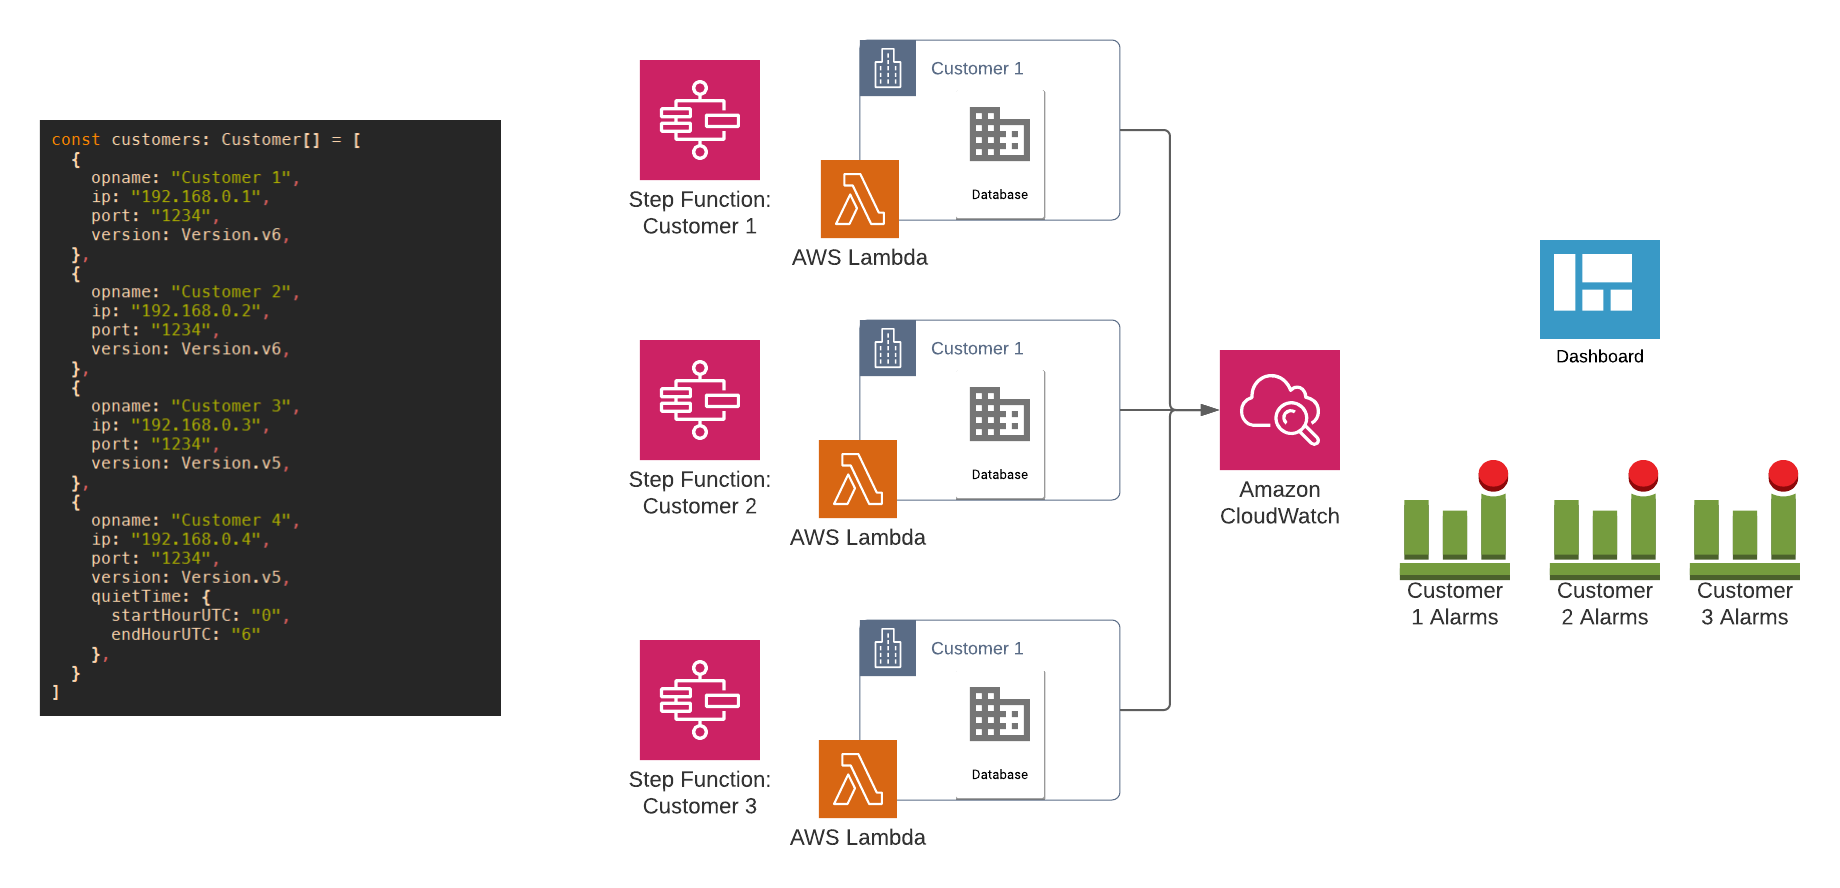 const customers: Customer[] = [
{
opname: "Customer 1",
ip: "192.168.0.1",
port: "1234",
version: Version.v6,
},
{
opname: "Customer 2",
ip: "192.168.0.2",
port: "1234",
version: Version.v6,
},
{
opname: "Customer 3",
ip: "192.168.0.3",
port: "1234",
version: Version.v5,
},
{
opname: "Customer 4",
ip: "192.168.0.4",
port: "1234",
version: Version.v5,
quietTime: {
startHourUTC: "0",
endHourUTC: "6"
},
}
]
Step Function:
Customer 1
Customer 1
Database
AWS Lambda
Step Function:
Customer 2
Customer 1
Database
AWS Lambda
Step Function:
Customer 3
Customer 1
Database
AWS Lambda
Amazon
CloudWatch
Dashboard
Customer
1 Alarms
Customer
2 Alarms
Customer
3 Alarms